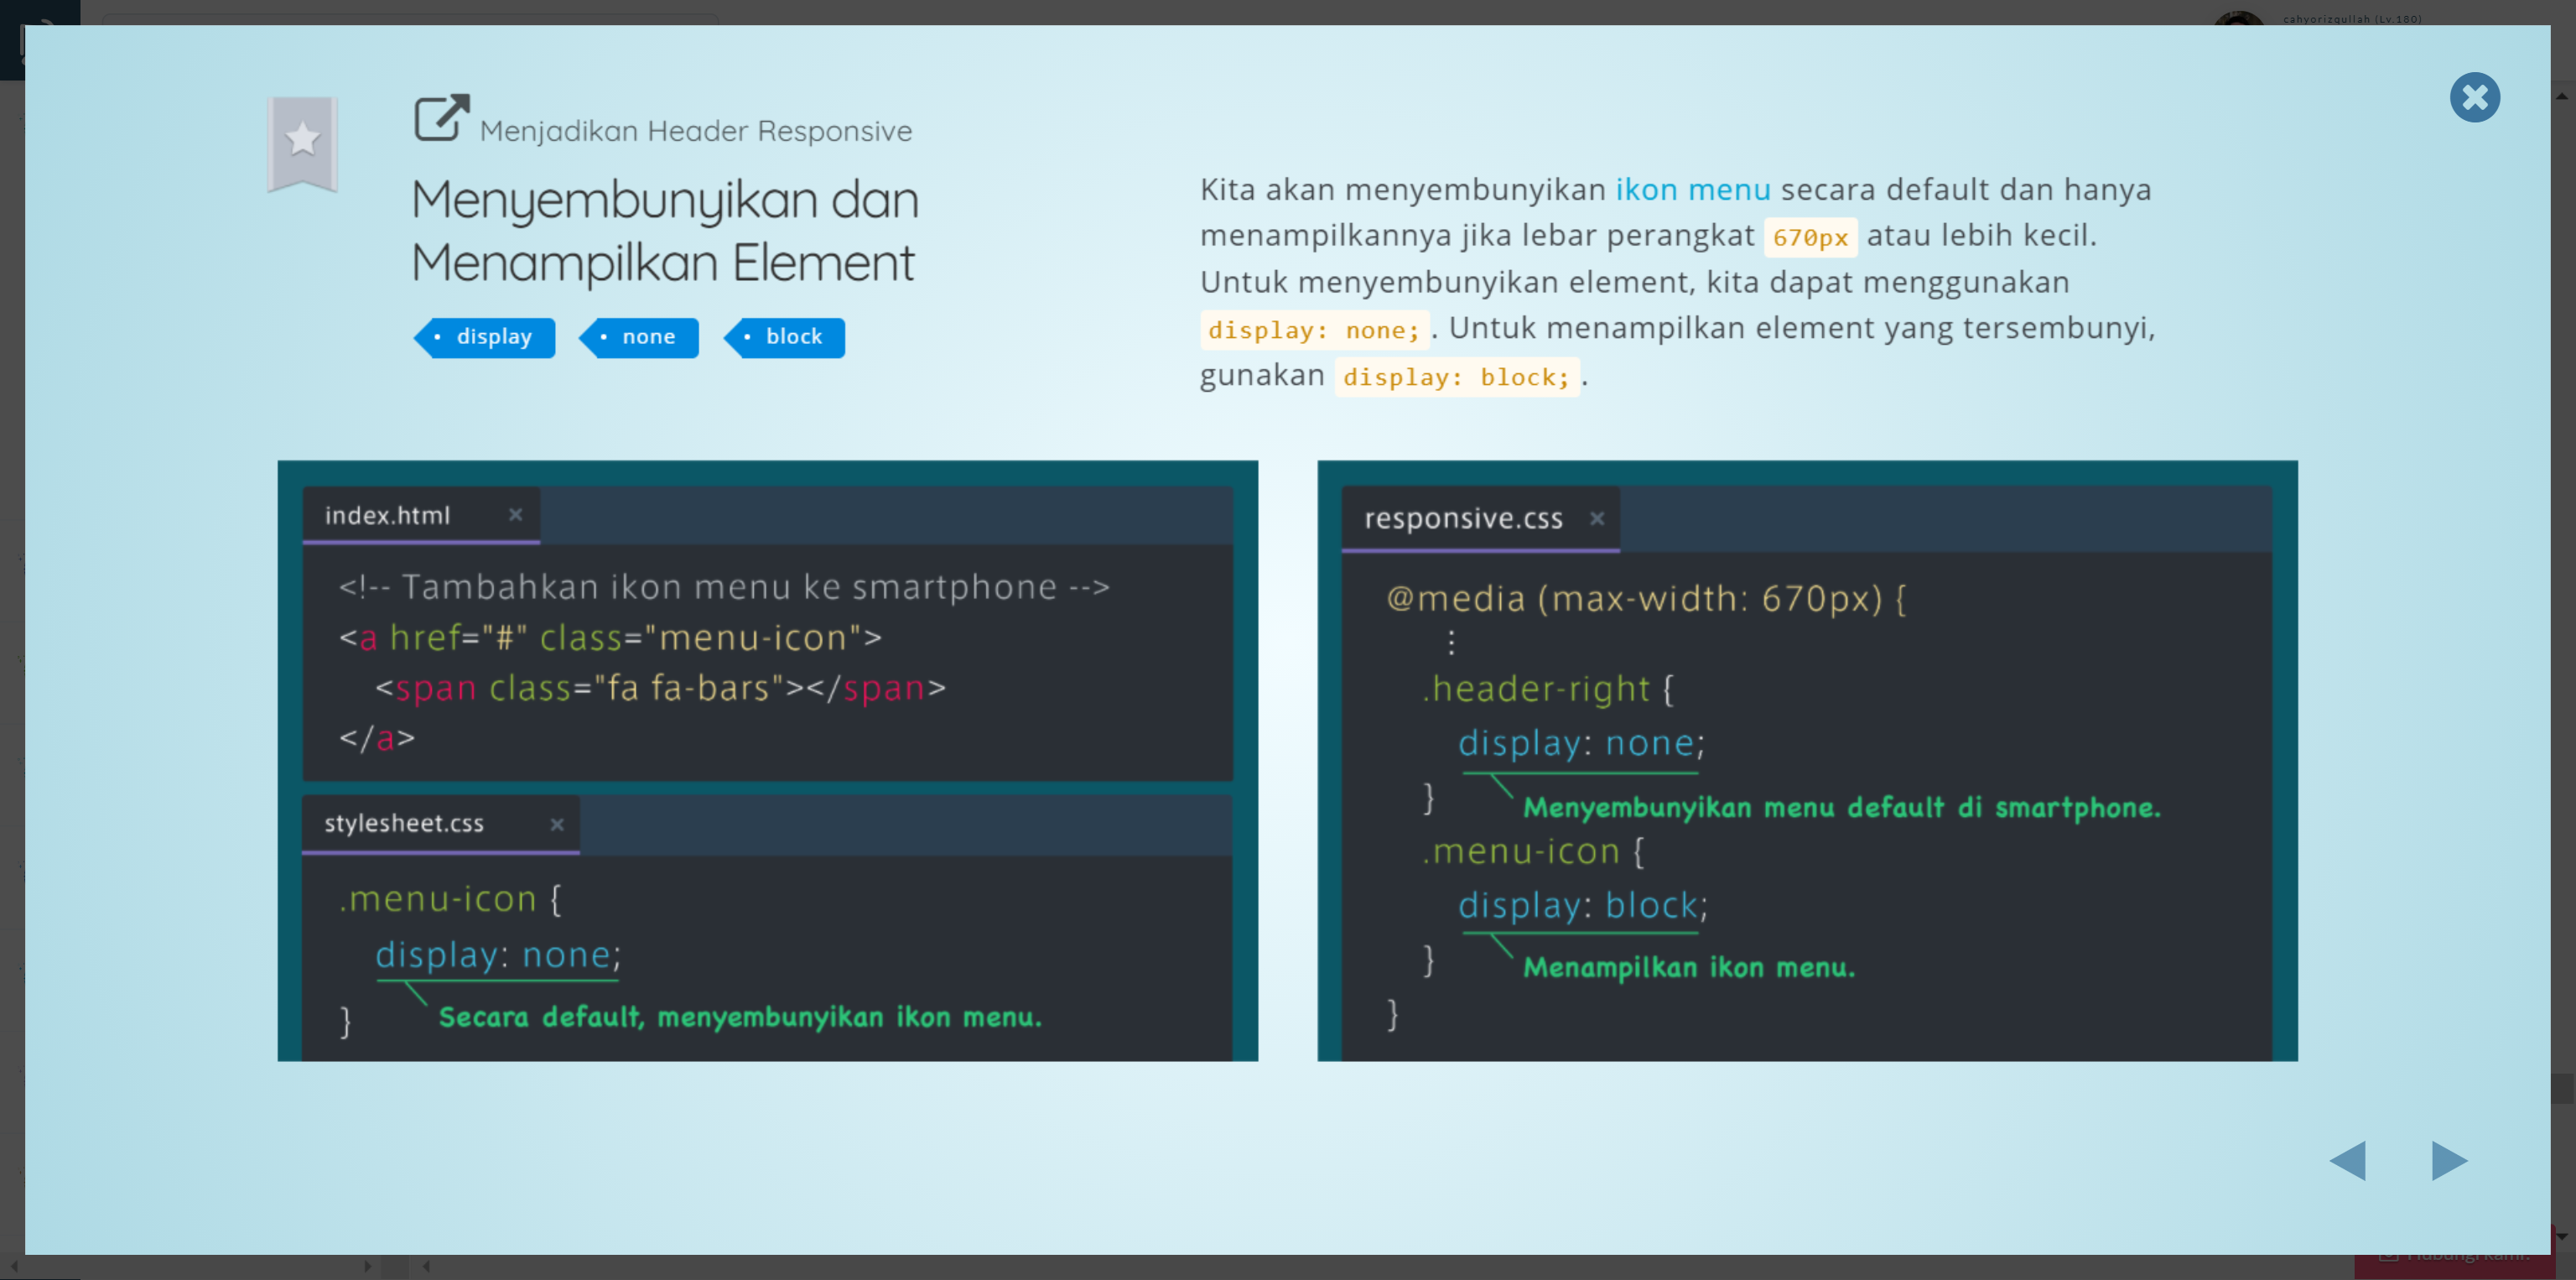 cahyorizqullah (Lv.180)
Menjadikan Header Responsive
Menyembunyikan dan
Menampilkan Element
display
none
block
Kita akan menyembunyikan ikon menu secara default dan hanya
menampilkannya jika lebar perangkat 670px atau lebih kecil.
Untuk menyembunyikan element, kita dapat menggunakan
display: none; . Untuk menampilkan element yang tersembunyi,
gunakan display: block; .
index.html ×
<!-- Tambahkan ikon menu ke smartphone -->
<a href="#" class="menu-icon">
<span class="fa fa-bars"></span>
</a>
stylesheet.css ×
.menu-icon {
display: none;
Secara default, menyembunyikan ikon menu.
}
responsive.css ×
@media (max-width: 670px) {
⋮
.header-right {
display: none;
Menyembunyikan menu default di smartphone.
}
.menu-icon {
display: block;
Menampilkan ikon menu.
}
}
Hubungi kami.